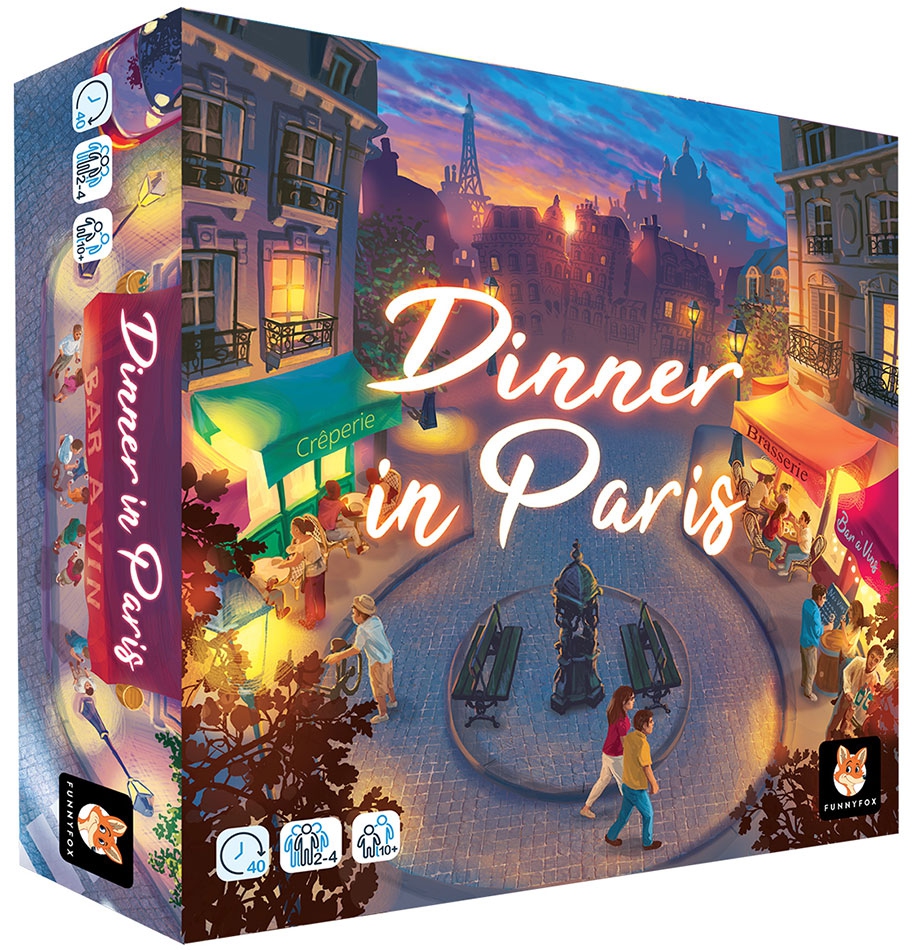 40
2-4
10+
Dinner in Paris
BAR A VIN
FUNNYFOX
Dinner
in Paris
Crêperie
Brasserie
Bar a Vins
40
2-4
10+
FUNNYFOX